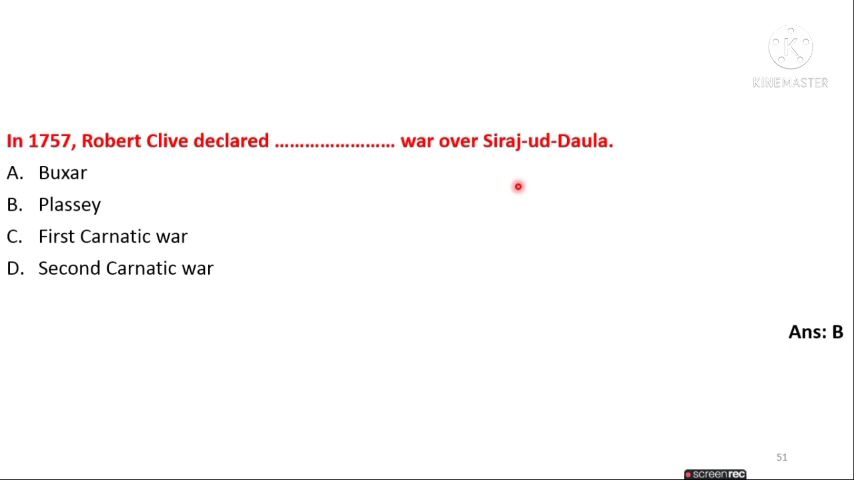 KINEMASTER
In 1757, Robert Clive declared ........................ war over Siraj-ud-Daula.
A. Buxar
B. Plassey
C. First Carnatic war
D. Second Carnatic war
Ans: B
51
screenrec